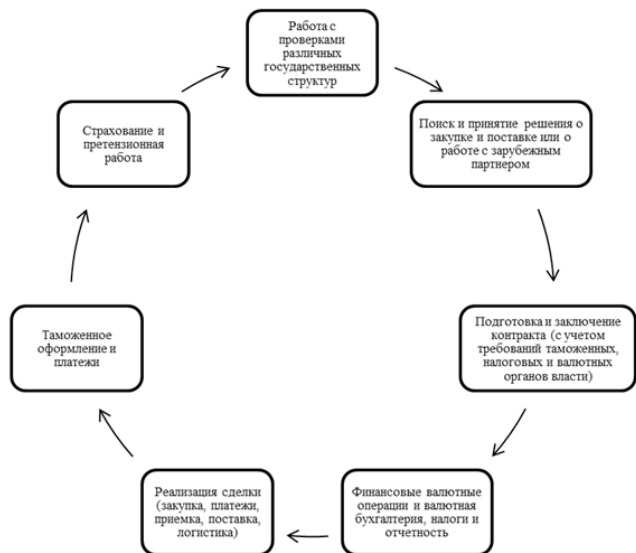 Работа с
проверками
различных
государственных
структур
Поиск и принятие решения о
закупке и поставке или о
работе с зарубежным
партнером
Подготовка и заключение
контракта (с учетом
требований таможенных,
налоговых и валютных
органов власти)
Финансовые валютные
операции и валютная
бухгалтерия, налоги и
отчетность
Реализация сделки
(закупка, платежи,
приемка, поставка,
логистика)
Таможенное
оформление и
платежи
Страхование и
претензионная
работа